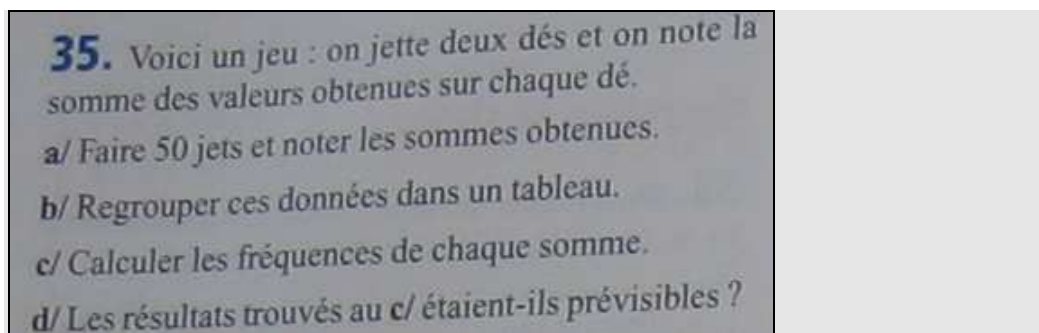 35. Voici un jeu : on jette deux dés et on note la
somme des valeurs obtenues sur chaque dé.
a/ Faire 50 jets et noter les sommes obtenues.
b/ Regrouper ces données dans un tableau.
c/ Calculer les fréquences de chaque somme.
d/ Les résultats trouvés au c/ étaient-ils prévisibles ?